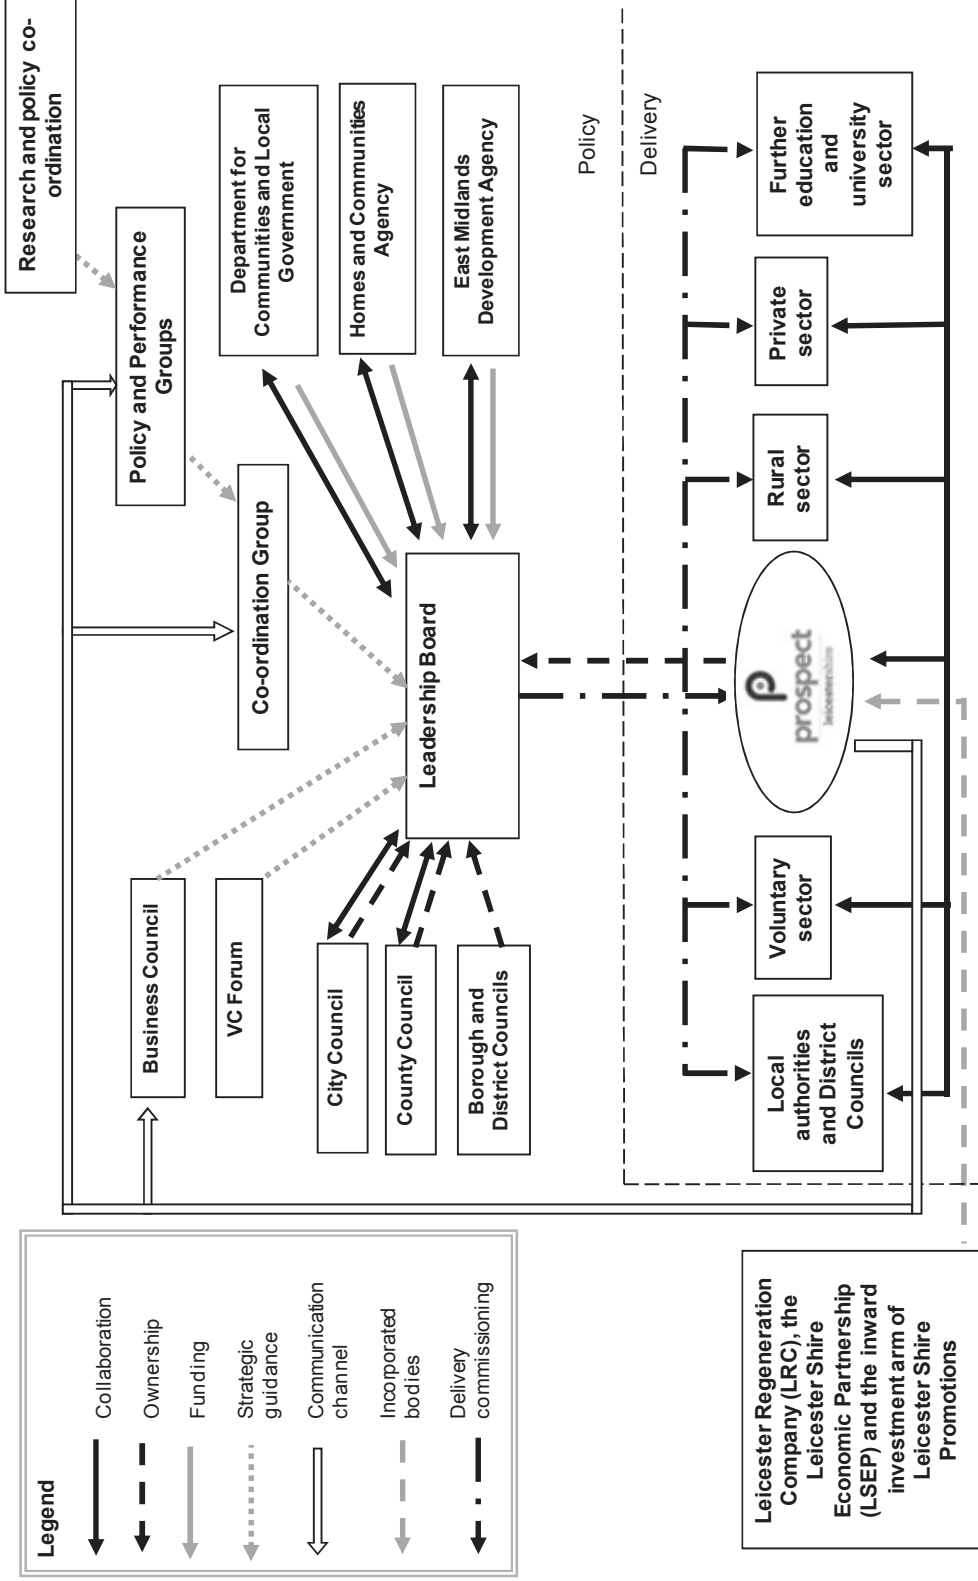 Research and policy co-
ordination
Policy and Performance
Groups
Co-ordination Group
Department for
Communities and Local
Government
Homes and Communities
Agency
East Midlands
Development Agency
Business Council
VC Forum
City Council
County Council
Borough and
District Councils
Leadership Board
Policy
Delivery
Local
authorities
and District
Councils
Voluntary
sector
prospect
leicestershire
Rural
sector
Private
sector
Further
education
and
university
sector
Legend
Collaboration
Ownership
Funding
Strategic
guidance
Communication
channel
Incorporated
bodies
Delivery
commissioning
Leicester Regeneration
Company (LRC), the
Leicester Shire
Economic Partnership
(LSEP) and the inward
investment arm of
Leicester Shire
Promotions